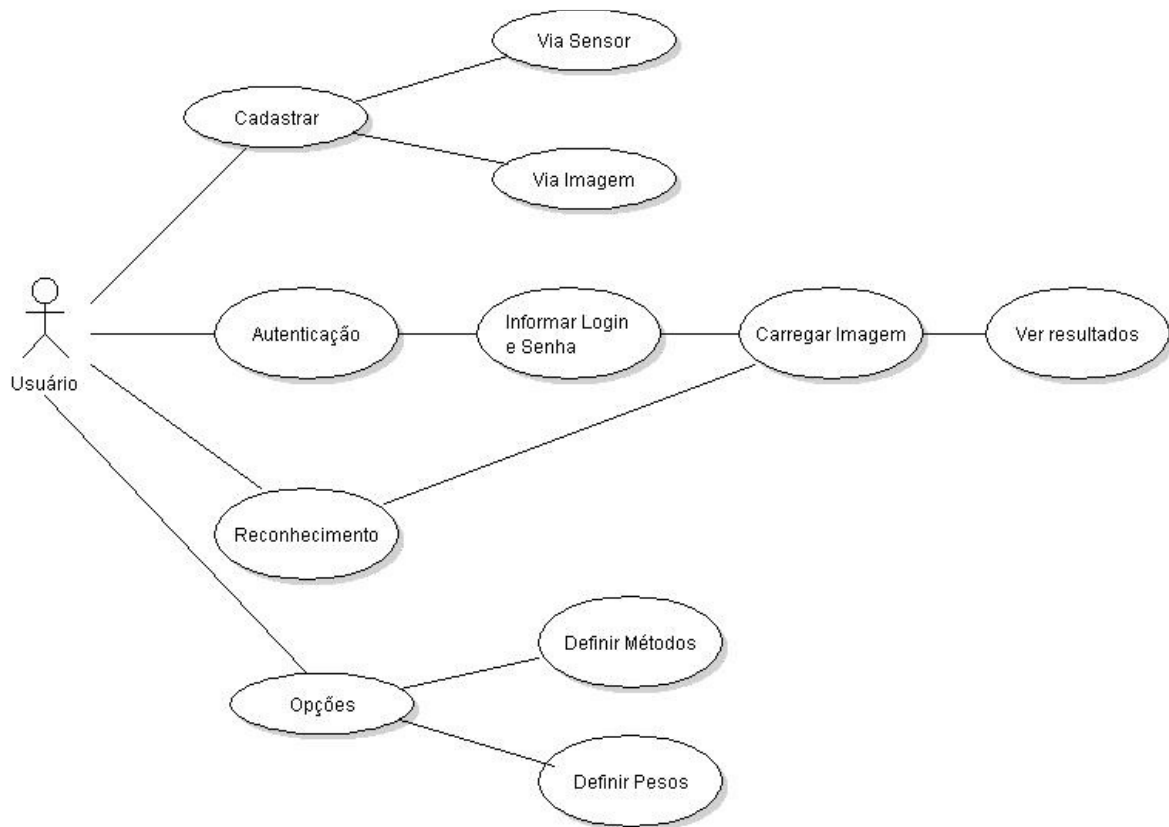 Via Sensor
Cadastrar
Via Imagem
Usuário
Autenticação
Informar Login
e Senha
Carregar Imagem
Ver resultados
Reconhecimento
Definir Métodos
Opçőes
Definir Pesos